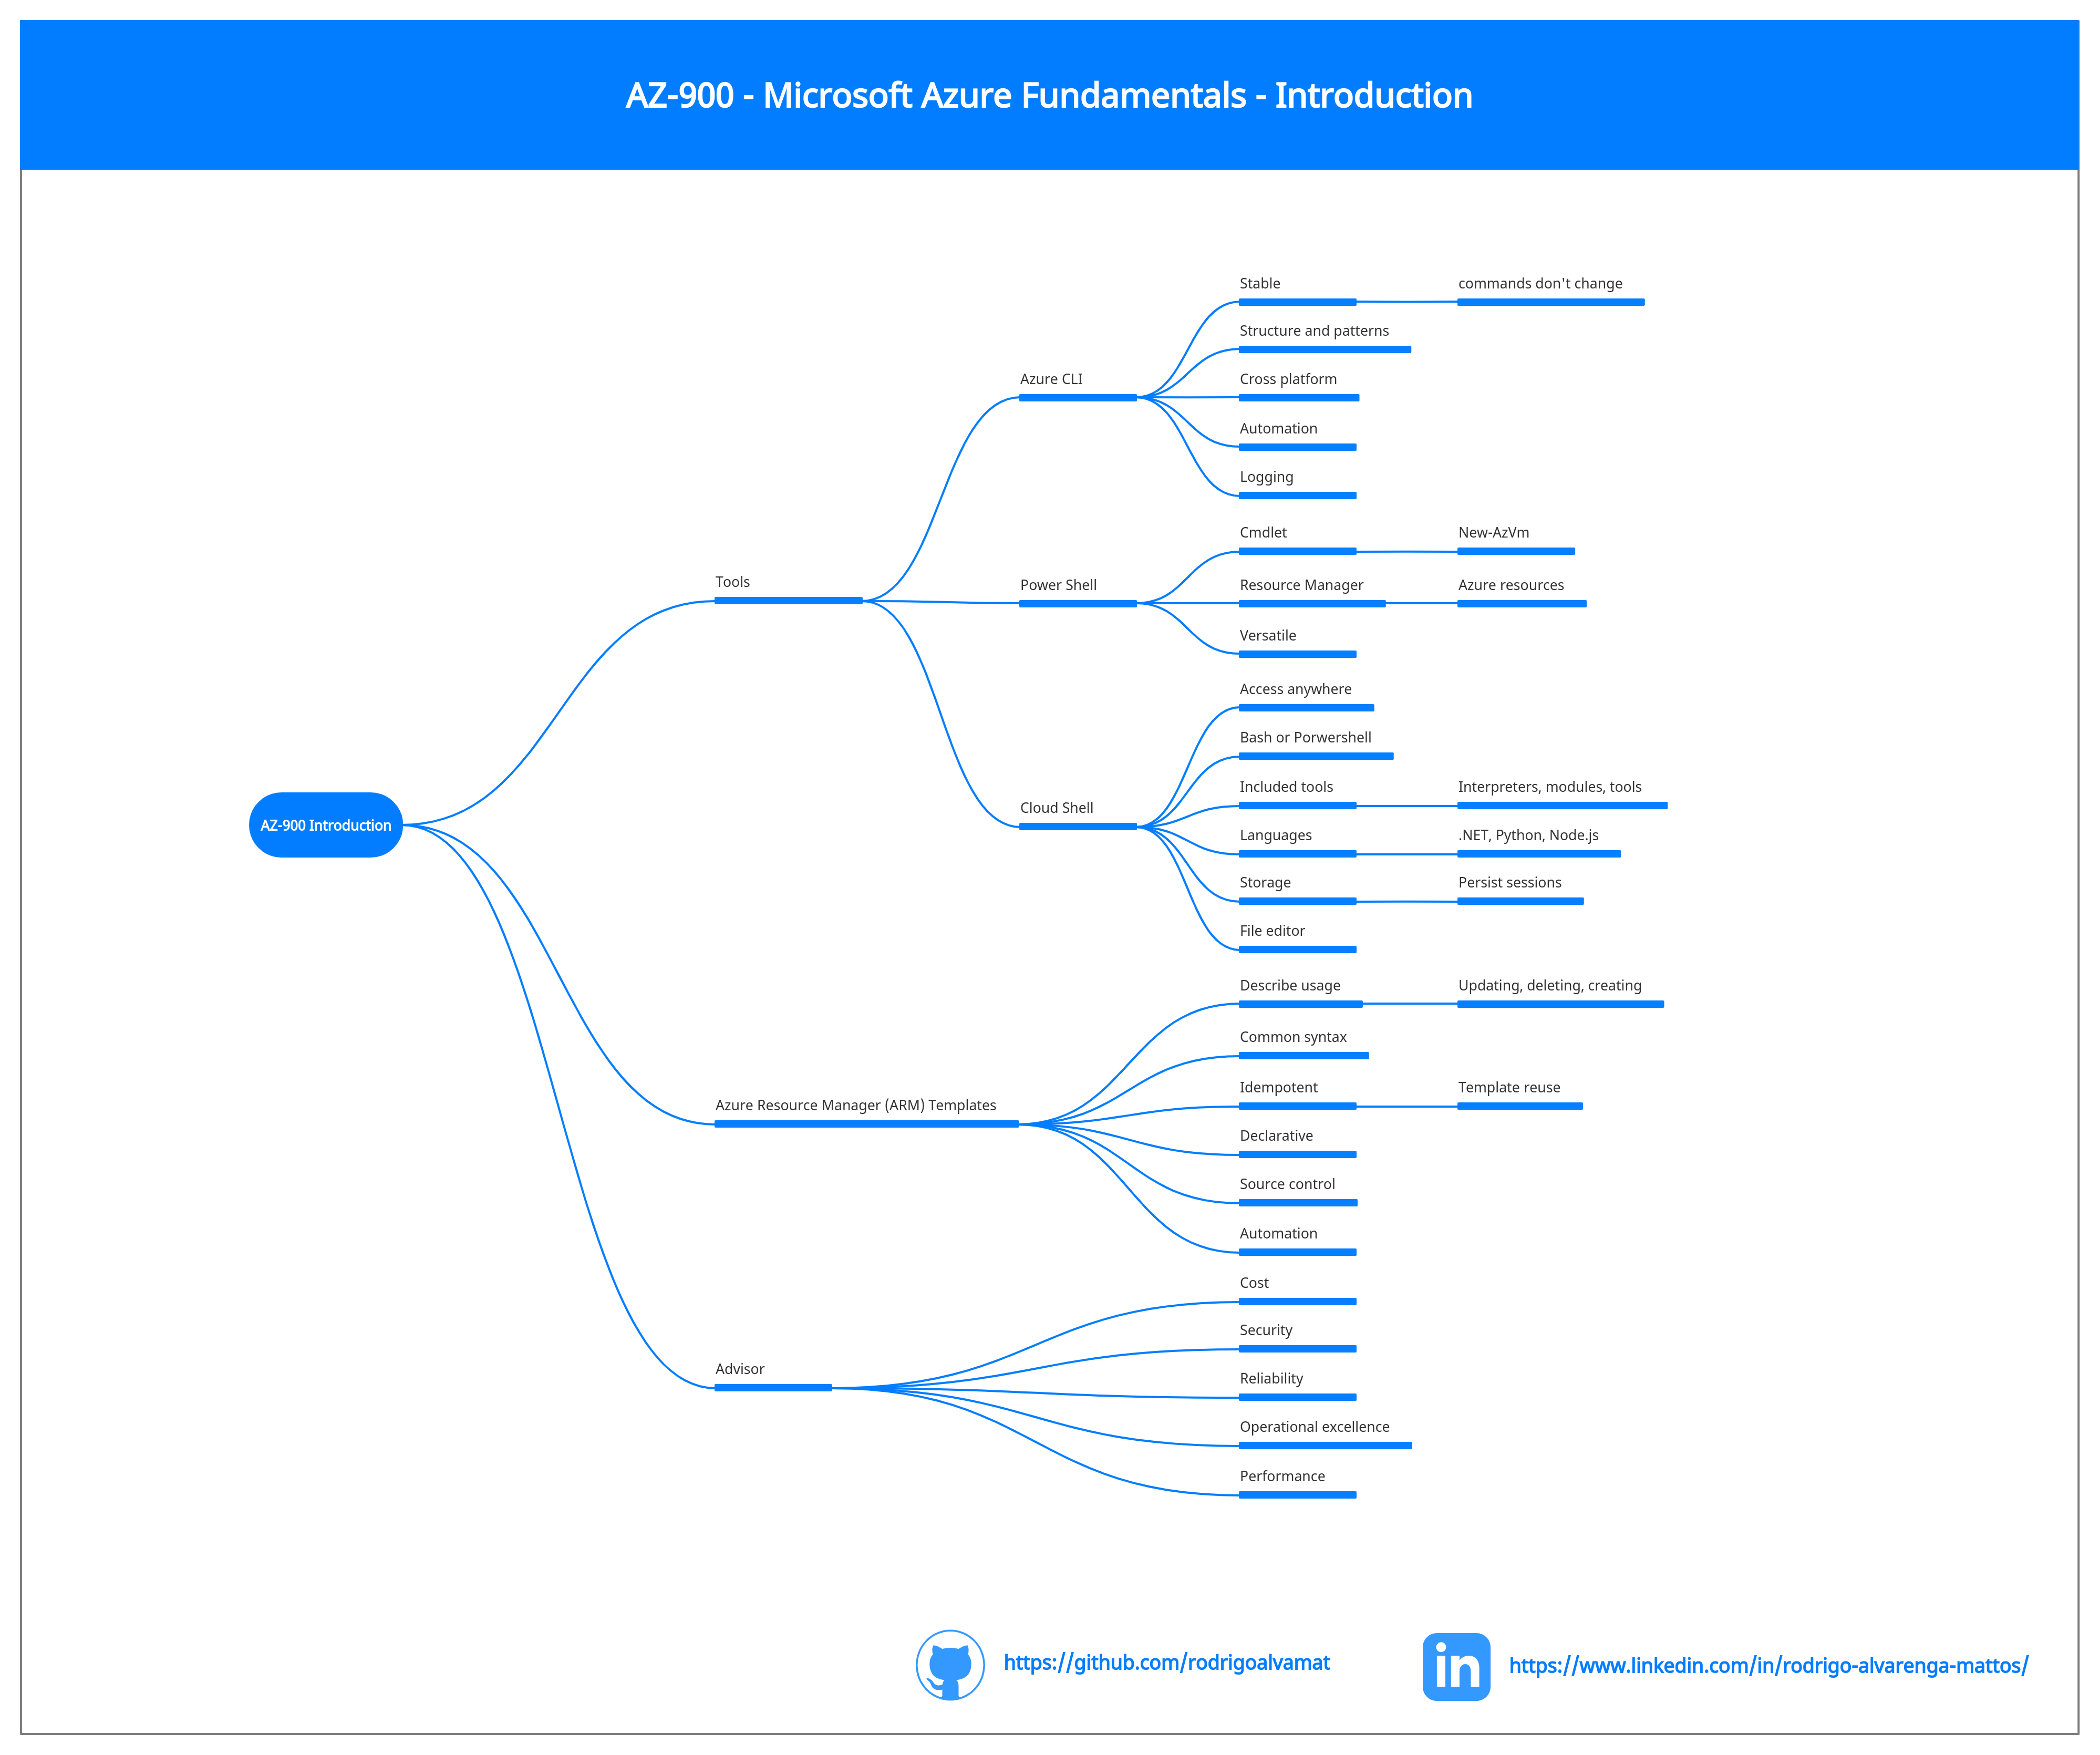 AZ-900 - Microsoft Azure Fundamentals - Introduction
AZ-900 Introduction
Tools
Azure CLI
Stable
commands don't change
Structure and patterns
Cross platform
Automation
Logging
Power Shell
Cmdlet
New-AzVm
Resource Manager
Azure resources
Versatile
Cloud Shell
Access anywhere
Bash or Porwershell
Included tools
Interpreters, modules, tools
Languages
.NET, Python, Node.js
Storage
Persist sessions
File editor
Azure Resource Manager (ARM) Templates
Describe usage
Updating, deleting, creating
Common syntax
Idempotent
Template reuse
Declarative
Source control
Automation
Advisor
Cost
Security
Reliability
Operational excellence
Performance
https://github.com/rodrigoalvamat
in
https://www.linkedin.com/in/rodrigo-alvarenga-mattos/